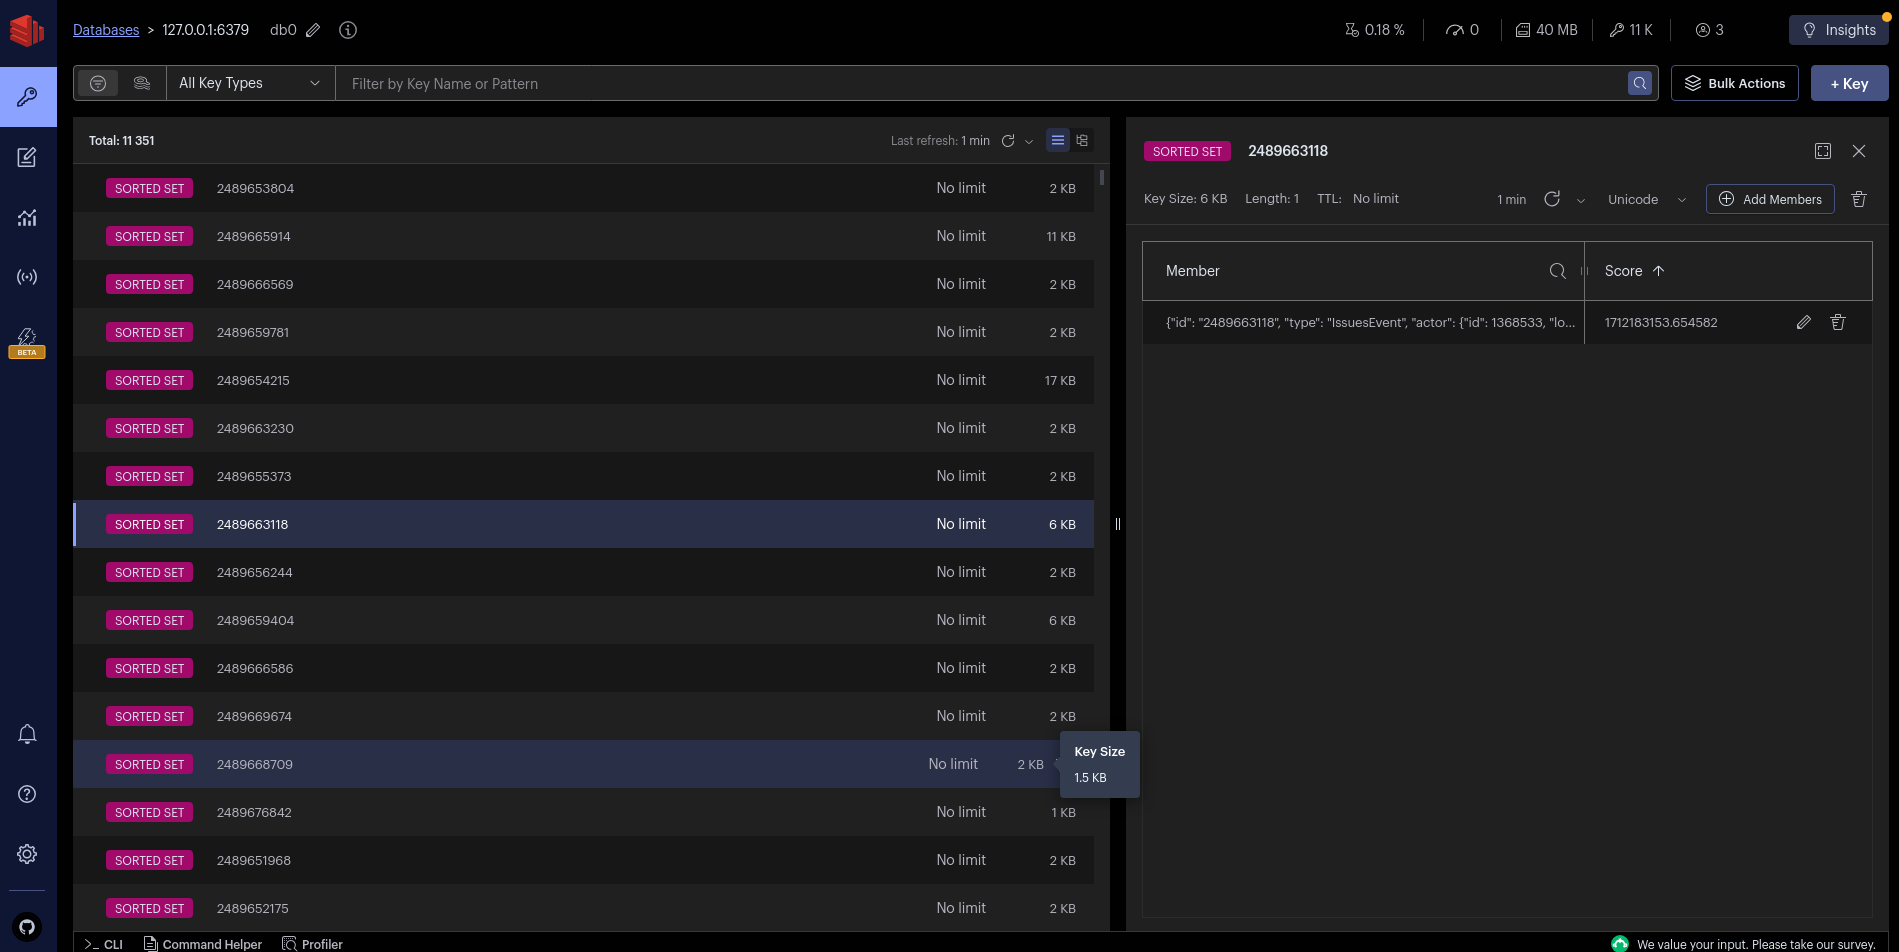 Databases > 127.0.0.1:6379 db0
0.18 % 0 40 MB 11 K 3 Insights
All Key Types Filter by Key Name or Pattern Bulk Actions + Key
BETA
Total: 11 351 Last refresh: 1 min
SORTED SET 2489653804 No limit 2 KB
SORTED SET 2489665914 No limit 11 KB
SORTED SET 2489666569 No limit 2 KB
SORTED SET 2489659781 No limit 2 KB
SORTED SET 2489654215 No limit 17 KB
SORTED SET 2489663230 No limit 2 KB
SORTED SET 2489655373 No limit 2 KB
SORTED SET 2489663118 No limit 6 KB
SORTED SET 2489656244 No limit 2 KB
SORTED SET 2489659404 No limit 6 KB
SORTED SET 2489666586 No limit 2 KB
SORTED SET 2489669674 No limit 2 KB
SORTED SET 2489668709 No limit 2 KB
SORTED SET 2489676842 No limit 1 KB
SORTED SET 2489651968 No limit 2 KB
SORTED SET 2489652175 No limit 2 KB
Key Size
1.5 KB
SORTED SET 2489663118
Key Size: 6 KB Length: 1 TTL: No limit 1 min Unicode Add Members
Member Score
{"id": "2489663118", "type": "IssuesEvent", "actor": {"id": 1368533, "lo... 1712183153.654582
>_ CLI Command Helper Profiler We value your input. Please take our survey.